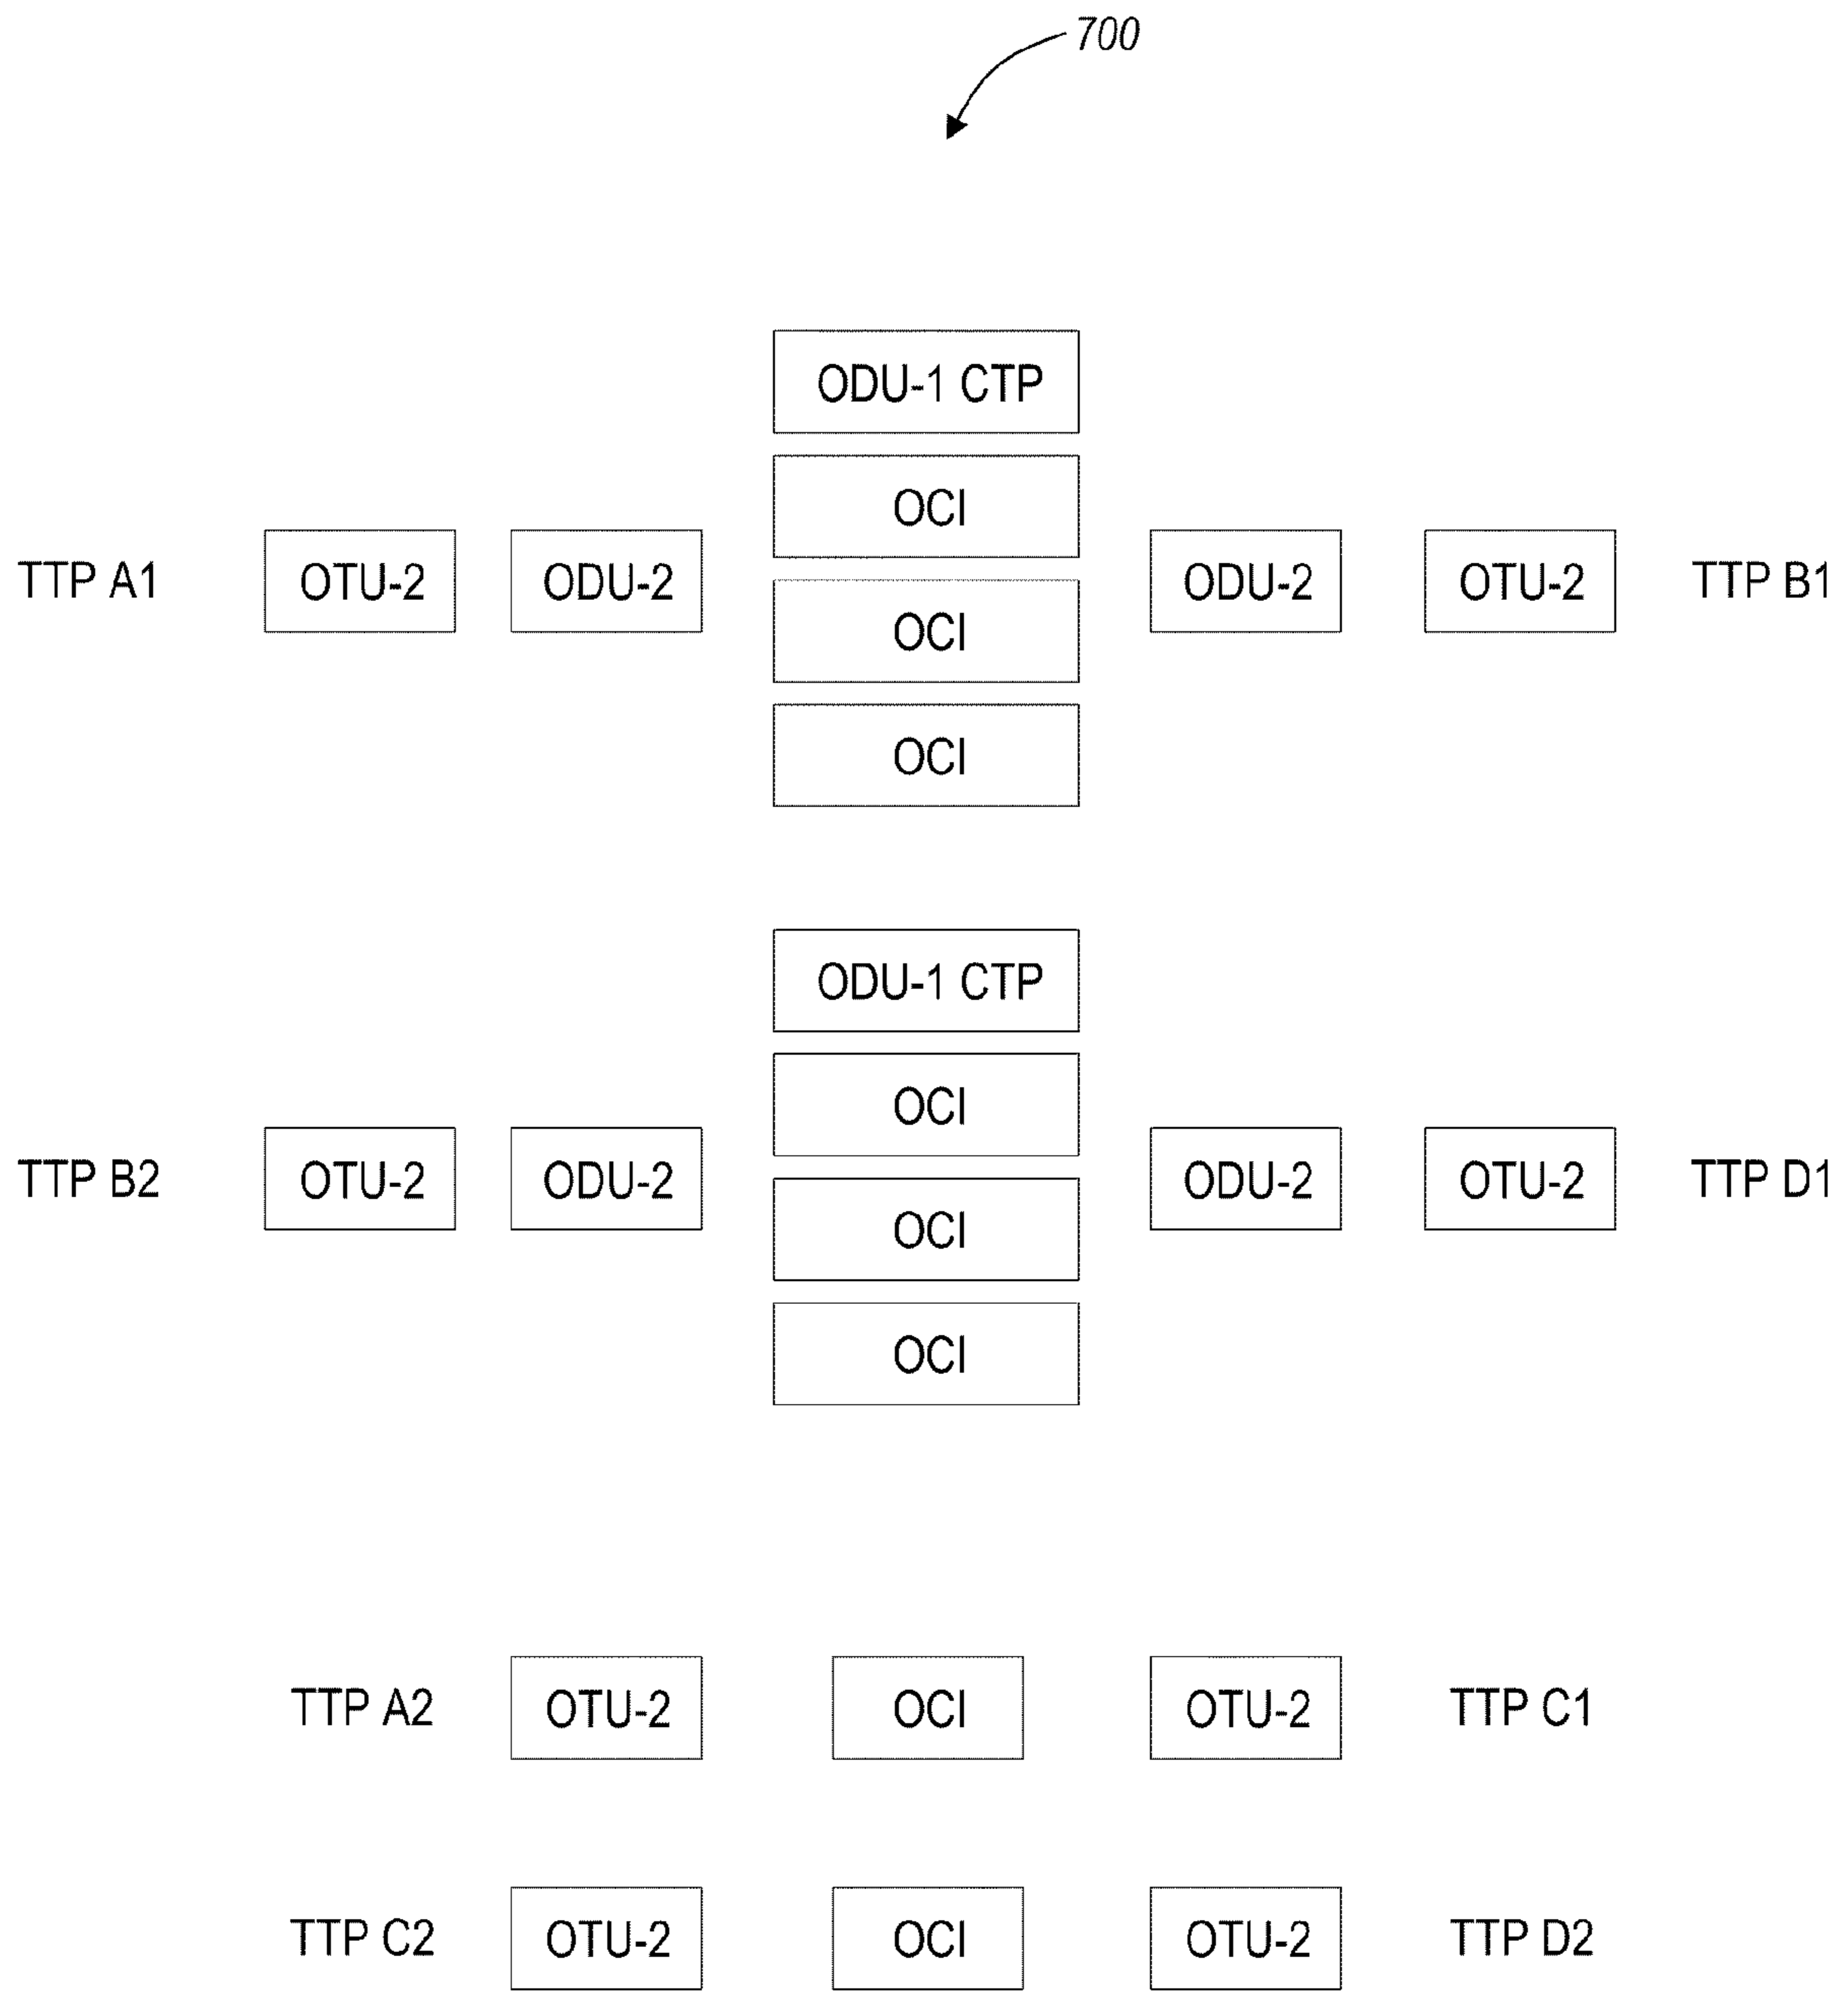 700
ODU-1 CTP
OCI
TTP A1 OTU-2 ODU-2 OCI ODU-2 OTU-2 TTP B1
OCI
ODU-1 CTP
OCI
TTP B2 OTU-2 ODU-2 OCI ODU-2 OTU-2 TTP D1
OCI
TTP A2 OTU-2 OCI OTU-2 TTP C1
TTP C2 OTU-2 OCI OTU-2 TTP D2